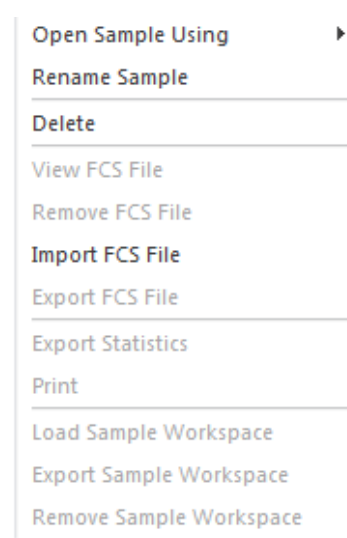 Open Sample Using
Rename Sample
Delete
View FCS File
Remove FCS File
Import FCS File
Export FCS File
Export Statistics
Print
Load Sample Workspace
Export Sample Workspace
Remove Sample Workspace